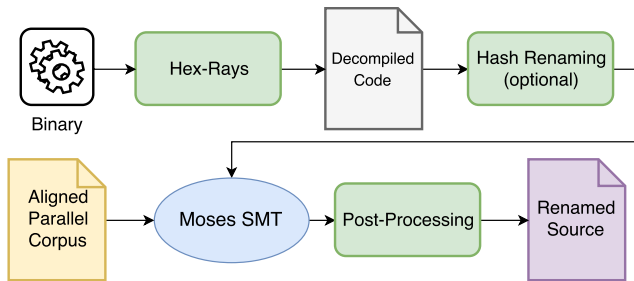 Binary
Hex-Rays
Decompiled
Code
Hash Renaming
(optional)
Aligned
Parallel
Corpus
Moses SMT
Post-Processing
Renamed
Source